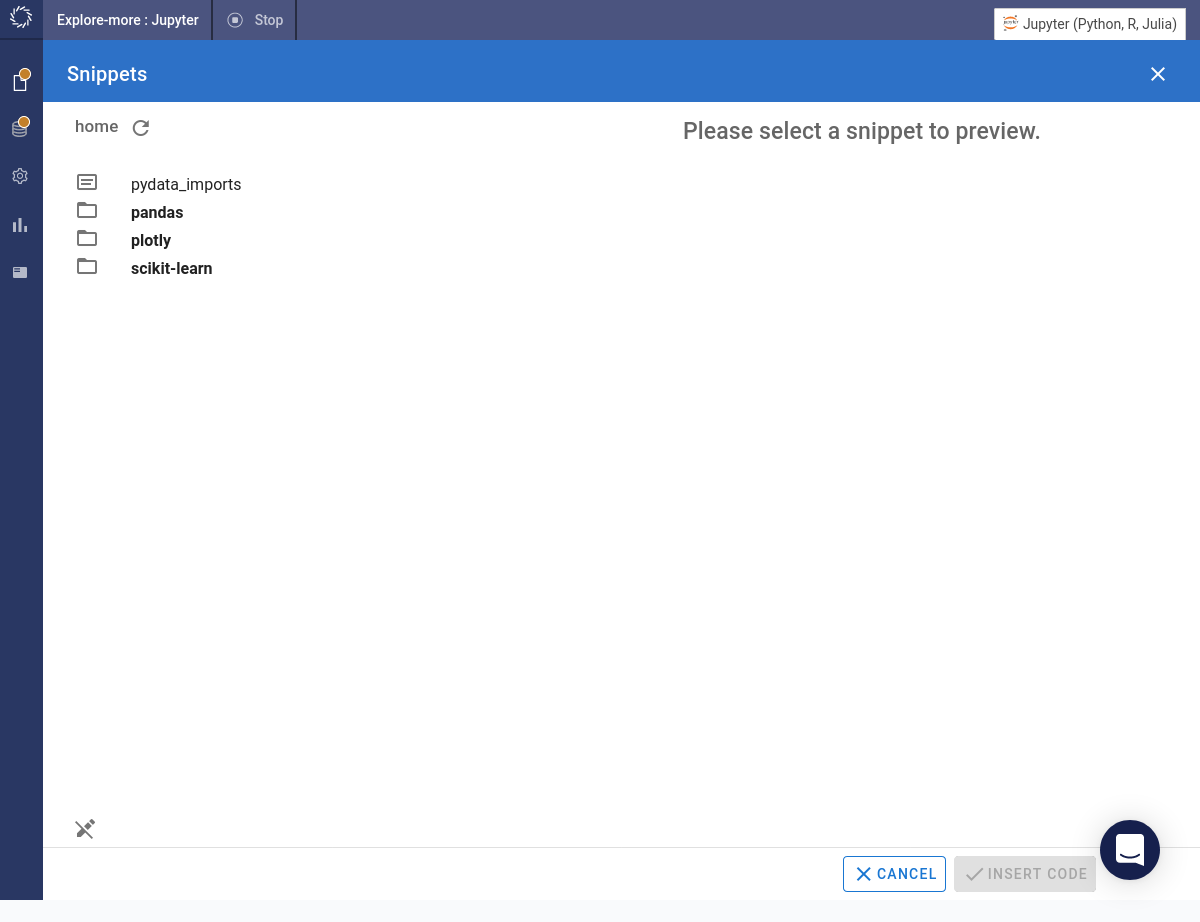 Explore-more : Jupyter
Stop
Jupyter (Python, R, Julia)
Snippets
home
Please select a snippet to preview.
pydata_imports
pandas
plotly
scikit-learn
CANCEL
INSERT CODE